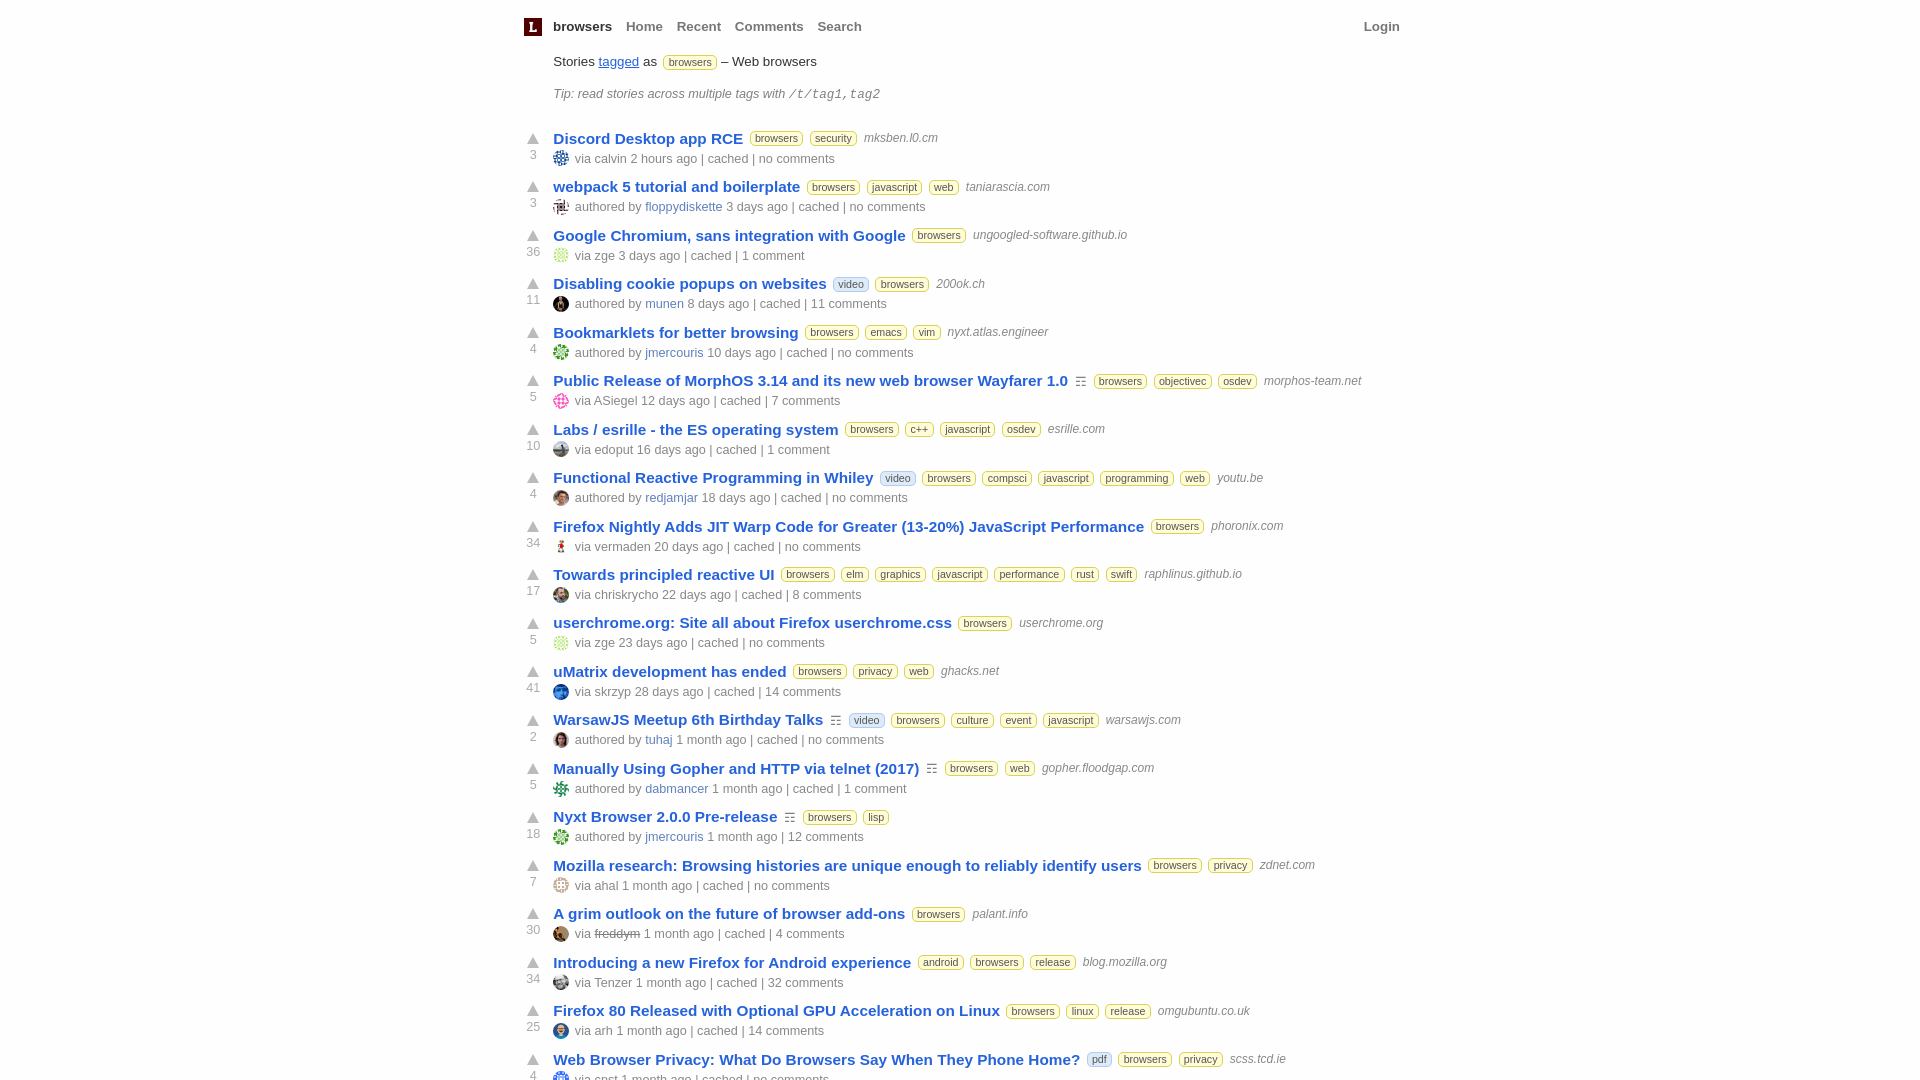 L browsers Home Recent Comments Search Login
Stories tagged as browsers – Web browsers
Tip: read stories across multiple tags with /t/tag1,tag2
Discord Desktop app RCE browsers security mksben.l0.cm
3 via calvin 2 hours ago | cached | no comments
webpack 5 tutorial and boilerplate browsers javascript web taniarascia.com
3 authored by floppydiskette 3 days ago | cached | no comments
Google Chromium, sans integration with Google browsers ungoogled-software.github.io
36 via zge 3 days ago | cached | 1 comment
Disabling cookie popups on websites video browsers 200ok.ch
11 authored by munen 8 days ago | cached | 11 comments
Bookmarklets for better browsing browsers emacs vim nyxt.atlas.engineer
4 authored by jmercouris 10 days ago | cached | no comments
Public Release of MorphOS 3.14 and its new web browser Wayfarer 1.0 ☶ browsers objectivec osdev morphos-team.net
5 via ASiegel 12 days ago | cached | 7 comments
Labs / esrille - the ES operating system browsers c++ javascript osdev esrille.com
10 via edoput 16 days ago | cached | 1 comment
Functional Reactive Programming in Whiley video browsers compsci javascript programming web youtu.be
4 authored by redjamjar 18 days ago | cached | no comments
Firefox Nightly Adds JIT Warp Code for Greater (13-20%) JavaScript Performance browsers phoronix.com
34 via vermaden 20 days ago | cached | no comments
Towards principled reactive UI browsers elm graphics javascript performance rust swift raphlinus.github.io
17 via chriskrycho 22 days ago | cached | 8 comments
userchrome.org: Site all about Firefox userchrome.css browsers userchrome.org
5 via zge 23 days ago | cached | no comments
uMatrix development has ended browsers privacy web ghacks.net
41 via skrzyp 28 days ago | cached | 14 comments
WarsawJS Meetup 6th Birthday Talks ☶ video browsers culture event javascript warsawjs.com
2 authored by tuhaj 1 month ago | cached | no comments
Manually Using Gopher and HTTP via telnet (2017) ☶ browsers web gopher.floodgap.com
5 authored by dabmancer 1 month ago | cached | 1 comment
Nyxt Browser 2.0.0 Pre-release ☶ browsers lisp
18 authored by jmercouris 1 month ago | 12 comments
Mozilla research: Browsing histories are unique enough to reliably identify users browsers privacy zdnet.com
7 via ahal 1 month ago | cached | no comments
A grim outlook on the future of browser add-ons browsers palant.info
30 via freddym 1 month ago | cached | 4 comments
Introducing a new Firefox for Android experience android browsers release blog.mozilla.org
34 via Tenzer 1 month ago | cached | 32 comments
Firefox 80 Released with Optional GPU Acceleration on Linux browsers linux release omgubuntu.co.uk
25 via arh 1 month ago | cached | 14 comments
Web Browser Privacy: What Do Browsers Say When They Phone Home? pdf browsers privacy scss.tcd.ie
4 via cnst 1 month ago | cached | no comments